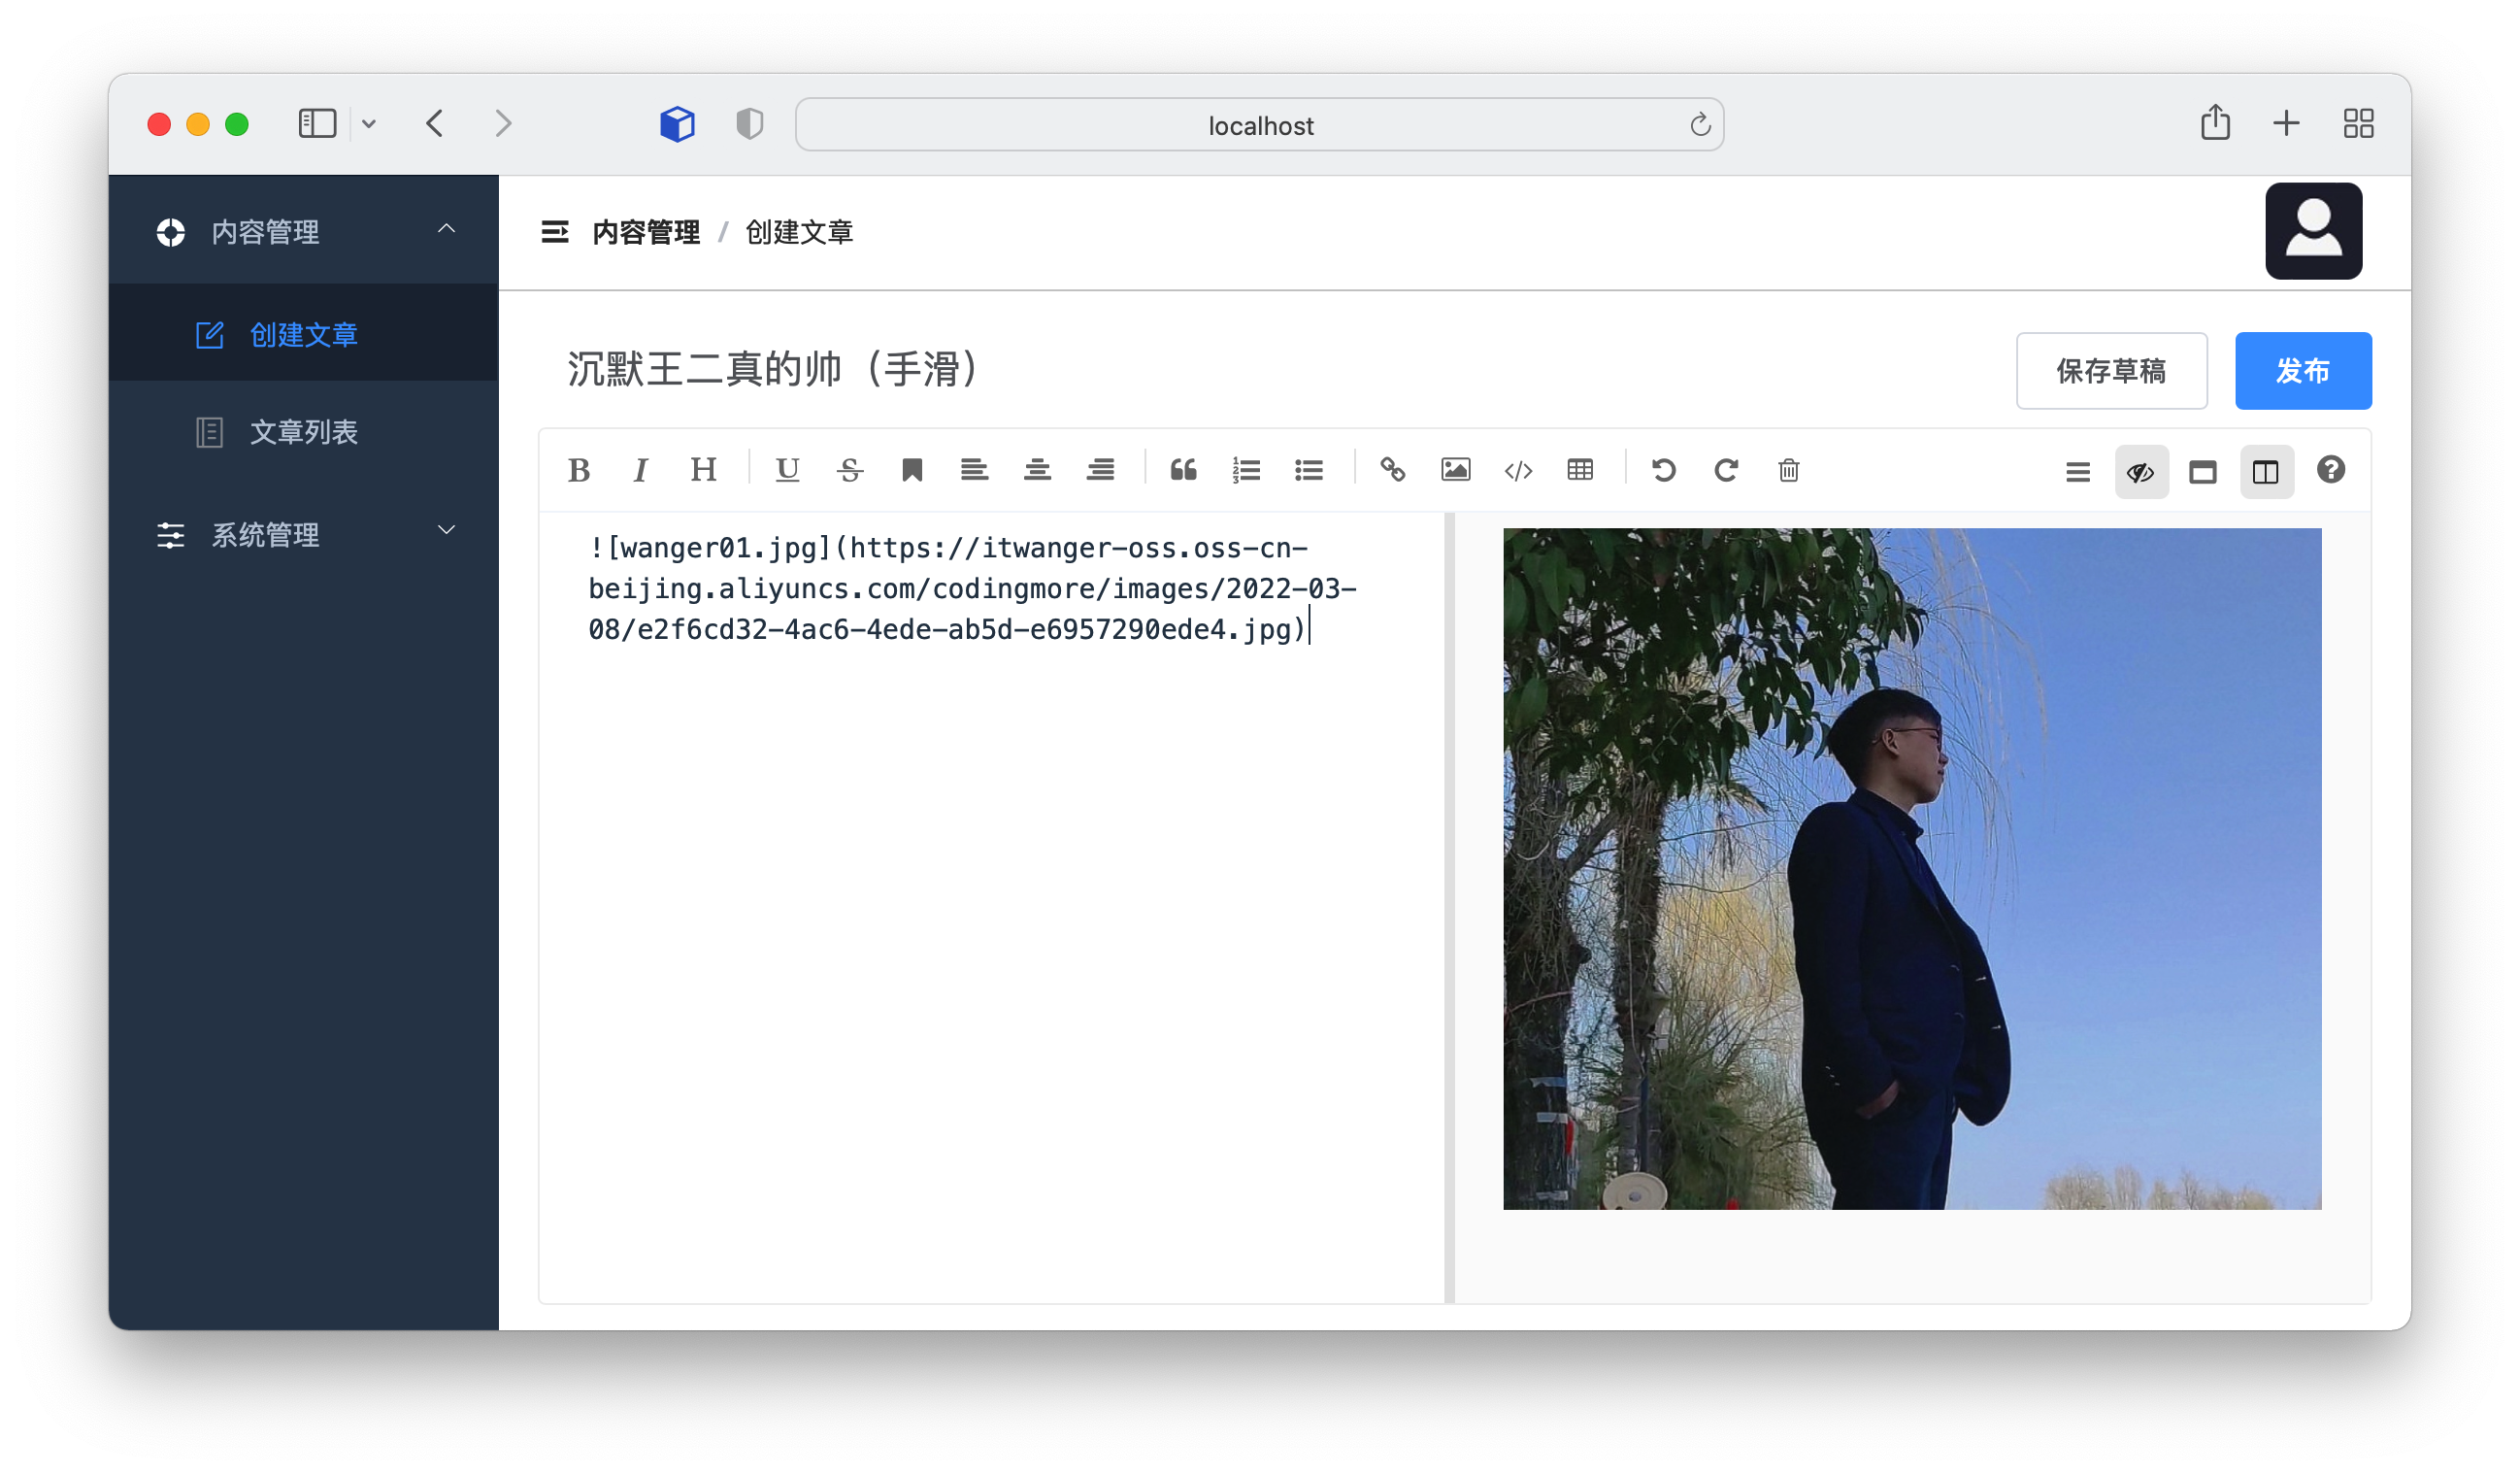 localhost
内容管理
创建文章
文章列表
系统管理
内容管理 / 创建文章
沉默王二真的帅（手滑）
保存草稿
发布
![wanger01.jpg](https://itwanger-oss.oss-cn-
beijing.aliyuncs.com/codingmore/images/2022-03-
08/e2f6cd32-4ac6-4ede-ab5d-e6957290ede4.jpg)